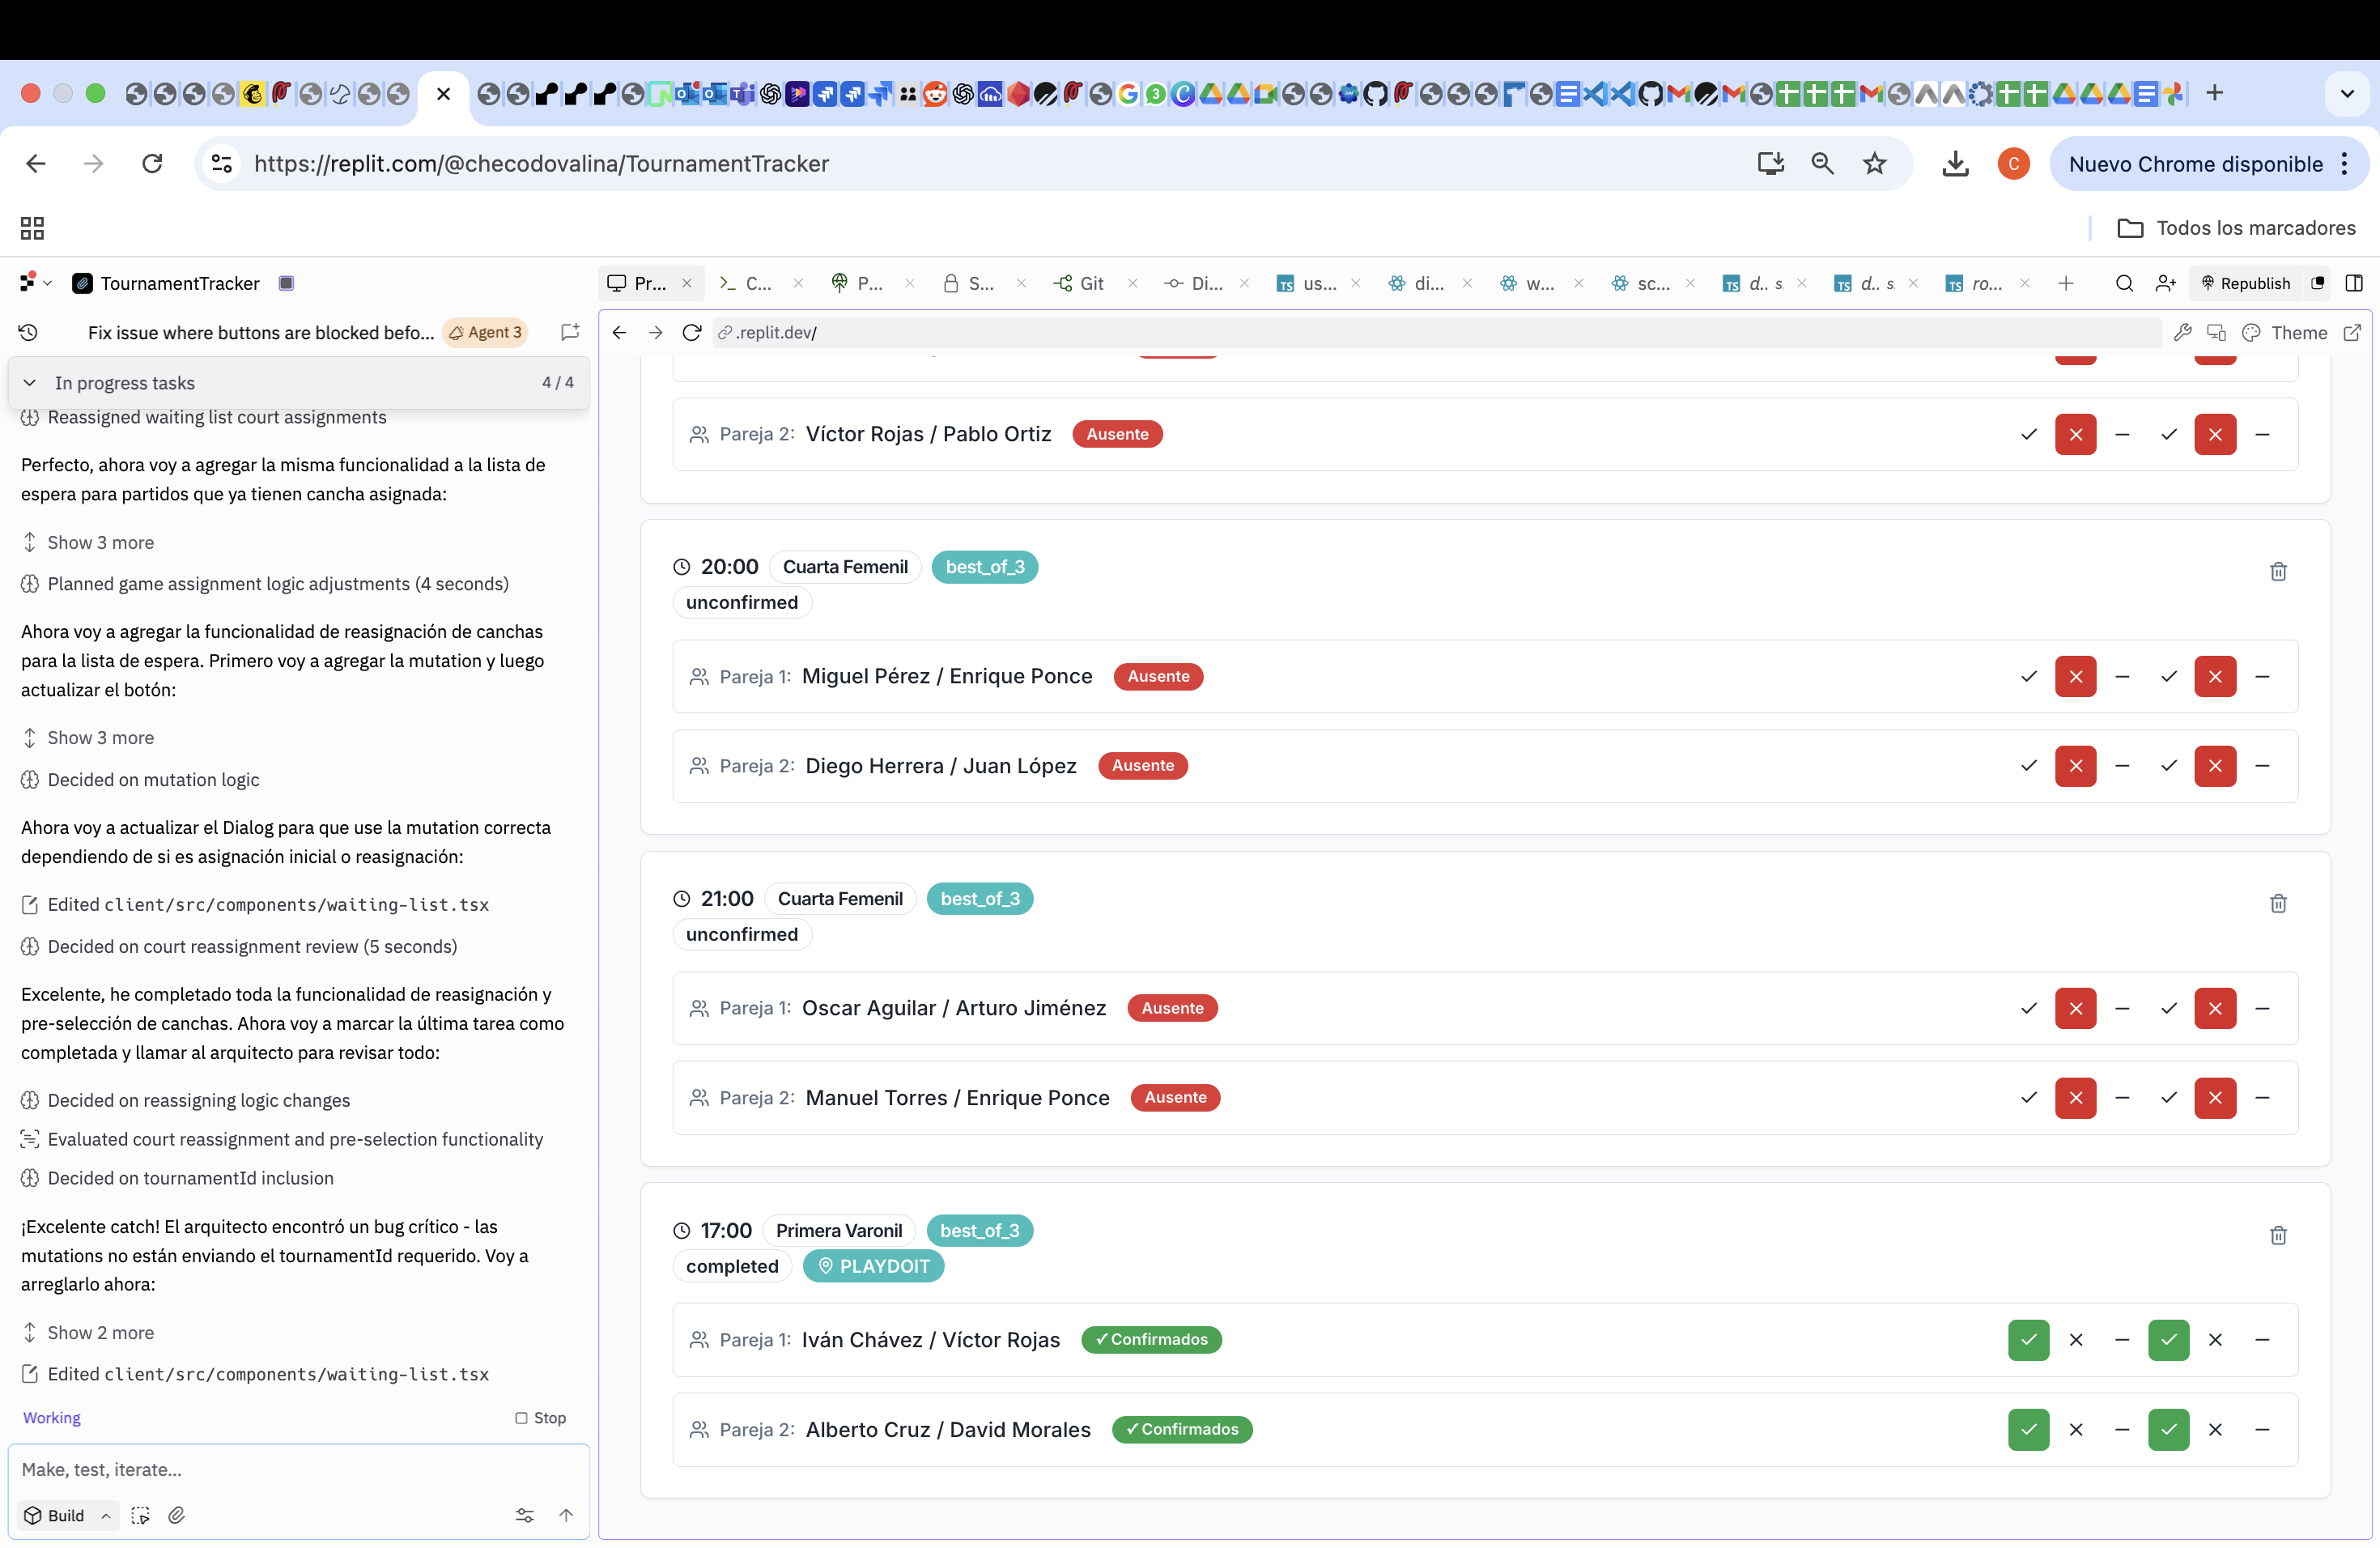 https://replit.com/@checodovalina/TournamentTracker
C
Nuevo Chrome disponible
Todos los marcadores
TournamentTracker
Pr...
C...
P...
S...
Git
Di...
us...
di...
w...
sc...
d.. s.
d.. s.
ro...
Republish
Fix issue where buttons are blocked befo...
Agent 3
.replit.dev/
Theme
In progress tasks
4 / 4
Reassigned waiting list court assignments
Perfecto, ahora voy a agregar la misma funcionalidad a la lista de
espera para partidos que ya tienen cancha asignada:
Show 3 more
Planned game assignment logic adjustments (4 seconds)
Ahora voy a agregar la funcionalidad de reasignación de canchas
para la lista de espera. Primero voy a agregar la mutation y luego
actualizar el botón:
Show 3 more
Decided on mutation logic
Ahora voy a actualizar el Dialog para que use la mutation correcta
dependiendo de si es asignación inicial o reasignación:
Edited client/src/components/waiting-list.tsx
Decided on court reassignment review (5 seconds)
Excelente, he completado toda la funcionalidad de reasignación y
pre-selección de canchas. Ahora voy a marcar la última tarea como
completada y llamar al arquitecto para revisar todo:
Decided on reassigning logic changes
Evaluated court reassignment and pre-selection functionality
Decided on tournamentId inclusion
¡Excelente catch! El arquitecto encontró un bug crítico - las
mutations no están enviando el tournamentId requerido. Voy a
arreglarlo ahora:
Show 2 more
Edited client/src/components/waiting-list.tsx
Working
Stop
Make, test, iterate...
Build
Pareja 2: Víctor Rojas / Pablo Ortiz Ausente
20:00 Cuarta Femenil best_of_3
unconfirmed
Pareja 1: Miguel Pérez / Enrique Ponce Ausente
Pareja 2: Diego Herrera / Juan López Ausente
21:00 Cuarta Femenil best_of_3
unconfirmed
Pareja 1: Oscar Aguilar / Arturo Jiménez Ausente
Pareja 2: Manuel Torres / Enrique Ponce Ausente
17:00 Primera Varonil best_of_3
completed PLAYDOIT
Pareja 1: Iván Chávez / Víctor Rojas ✓ Confirmados
Pareja 2: Alberto Cruz / David Morales ✓ Confirmados